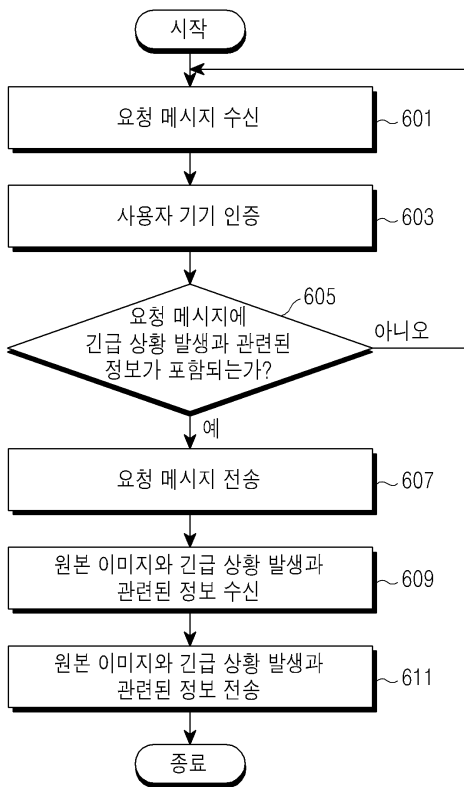 시작
요청 메시지 수신
601
사용자 기기 인증
603
605
요청 메시지에
긴급 상황 발생과 관련된
정보가 포함되는가?
아니오
예
요청 메시지 전송
607
원본 이미지와 긴급 상황 발생과
관련된 정보 수신
609
원본 이미지와 긴급 상황 발생과
관련된 정보 전송
611
종료